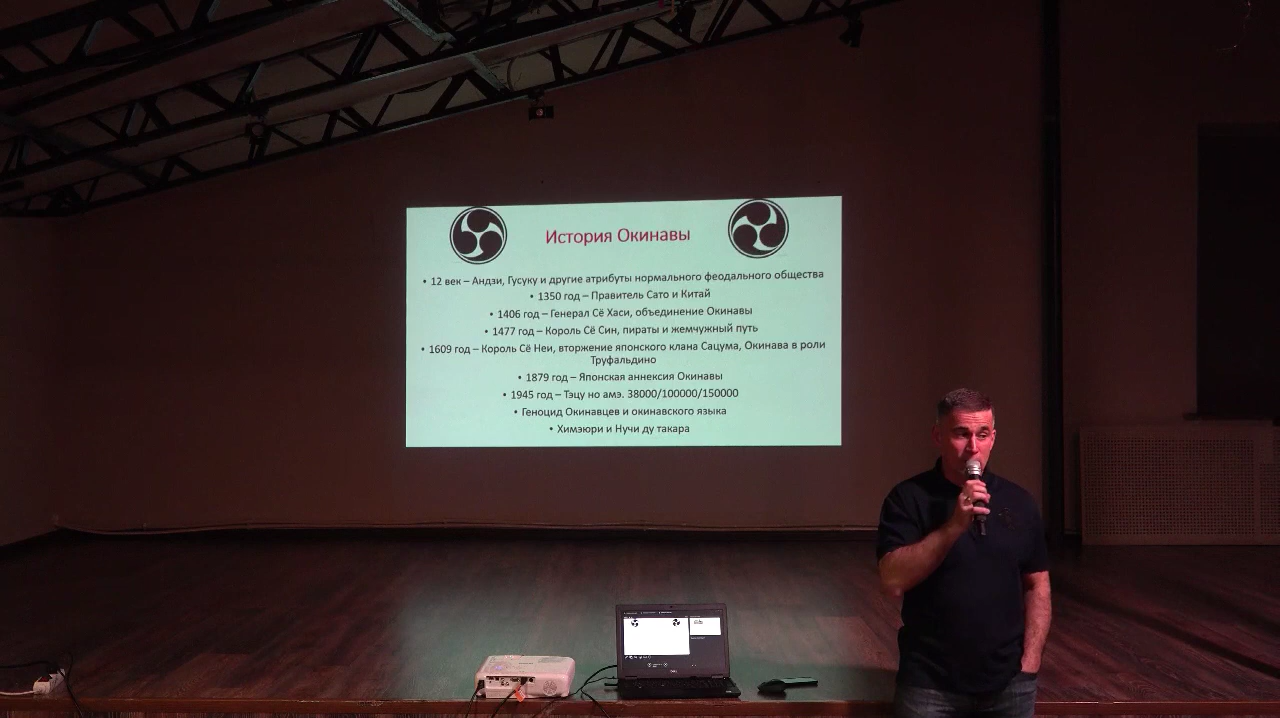 История Окинавы
• 12 век – Андзи, Гусуку и другие атрибуты нормального феодального общества
• 1350 год – Правитель Сато и Китай
• 1406 год – Генерал Сё Хаси, объединение Окинавы
• 1477 год – Король Сё Син, пираты и жемчужный путь
• 1609 год – Король Сё Неи, вторжение японского клана Сацума, Окинава в роли
Труфальдино
• 1879 год – Японская аннексия Окинавы
• 1945 год – Тэцу но амэ. 38000/100000/150000
• Геноцид Окинавцев и окинавского языка
• Химэюри и Нучи ду такара